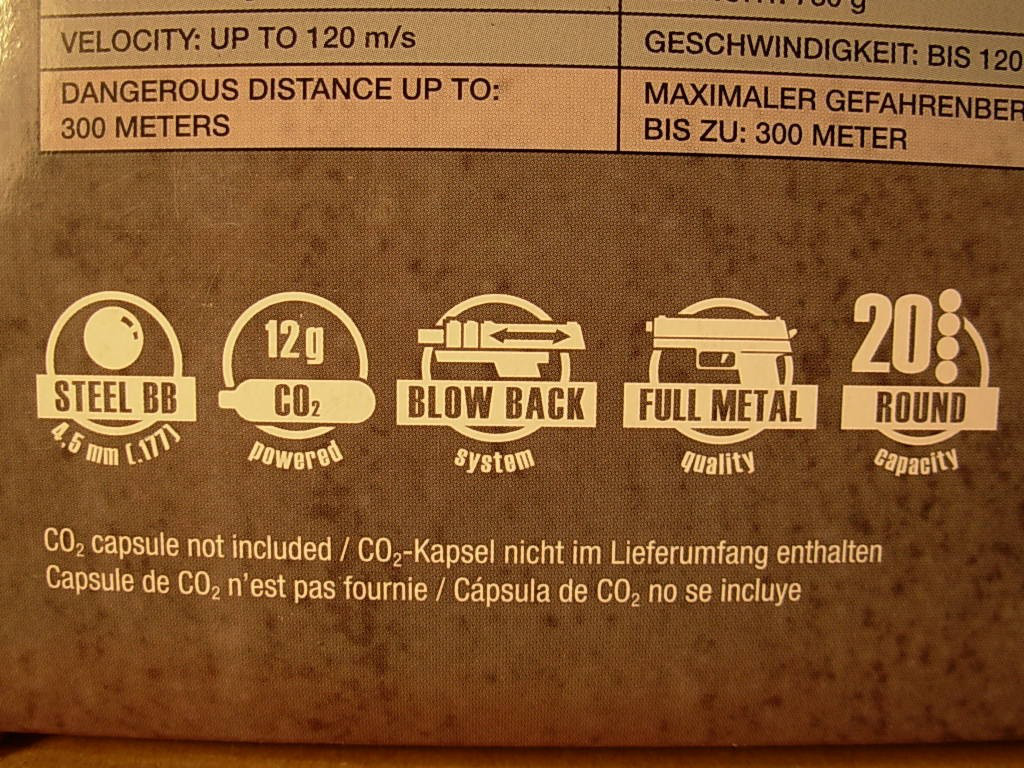 780 g
VELOCITY: UP TO 120 m/s
GESCHWINDIGKEIT: BIS 120
DANGEROUS DISTANCE UP TO:
300 METERS
MAXIMALER GEFAHRENBER
BIS ZU: 300 METER
STEEL BB
4,5 mm (.177)
12g
CO₂
powered
BLOW BACK
system
FULL METAL
quality
20
ROUND
capacity
CO₂ capsule not included / CO₂-Kapsel nicht im Lieferumfang enthalten
Capsule de CO₂ n'est pas fournie / Cápsula de CO₂ no se incluye